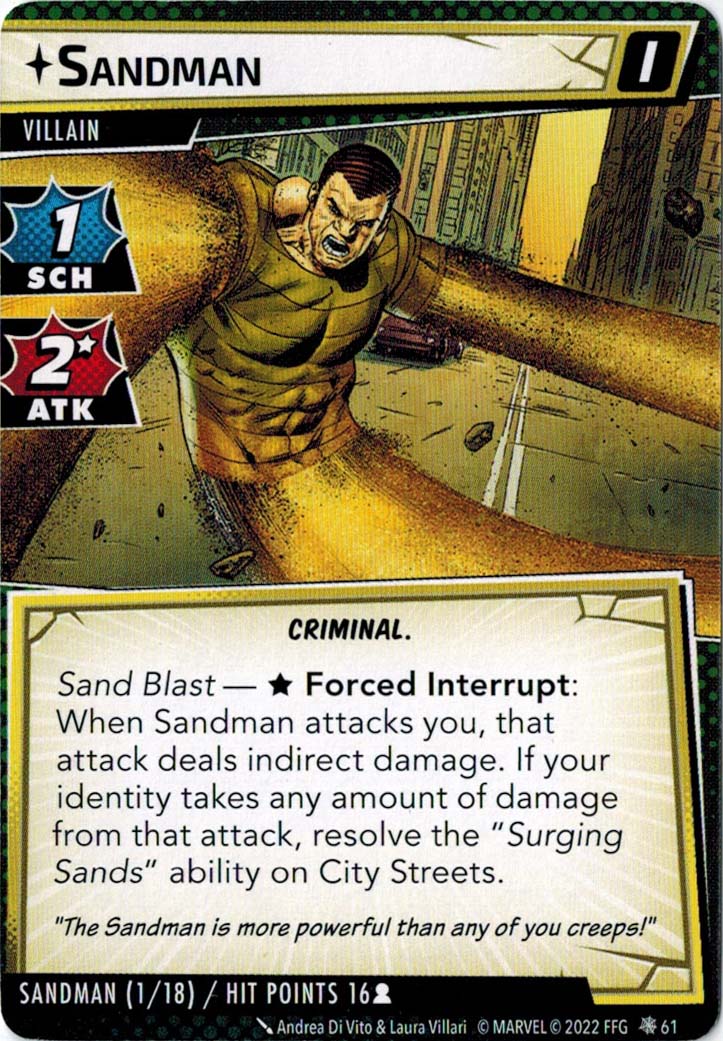 SANDMAN
I
VILLAIN
1
SCH
2
ATK
CRIMINAL.
Sand Blast — ★ Forced Interrupt:
When Sandman attacks you, that
attack deals indirect damage. If your
identity takes any amount of damage
from that attack, resolve the "Surging
Sands" ability on City Streets.
"The Sandman is more powerful than any of you creeps!"
SANDMAN (1/18) / HIT POINTS 16
Andrea Di Vito & Laura Villari © MARVEL © 2022 FFG 61